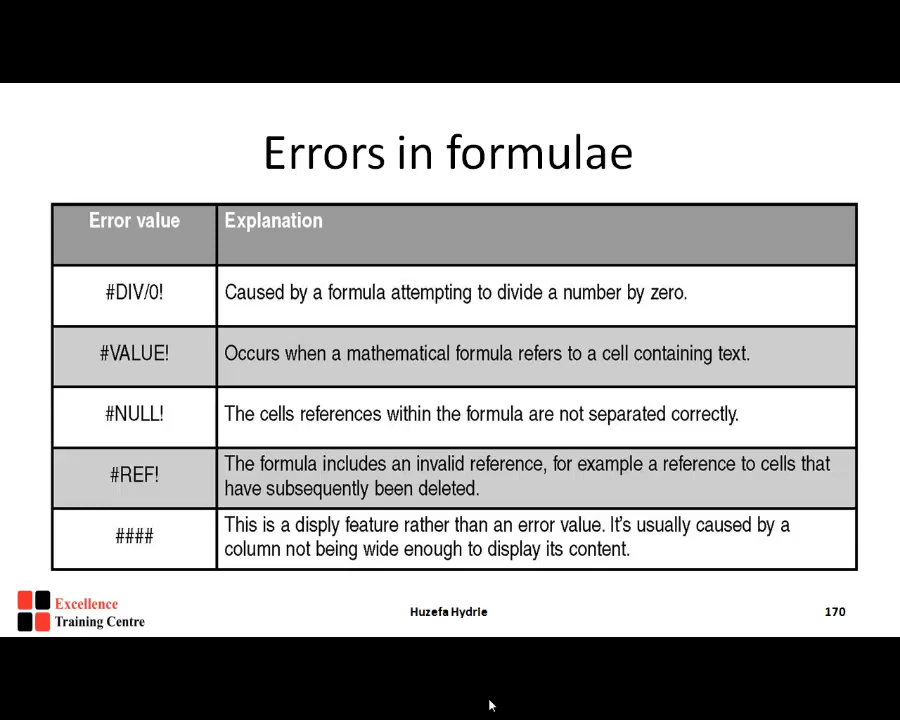 Errors in formulae
Error value Explanation
#DIV/0! Caused by a formula attempting to divide a number by zero.
#VALUE! Occurs when a mathematical formula refers to a cell containing text.
#NULL! The cells references within the formula are not separated correctly.
#REF! The formula includes an invalid reference, for example a reference to cells that
have subsequently been deleted.
#### This is a disply feature rather than an error value. It's usually caused by a
column not being wide enough to display its content.
Excellence
Training Centre
Huzefa Hydrie
170